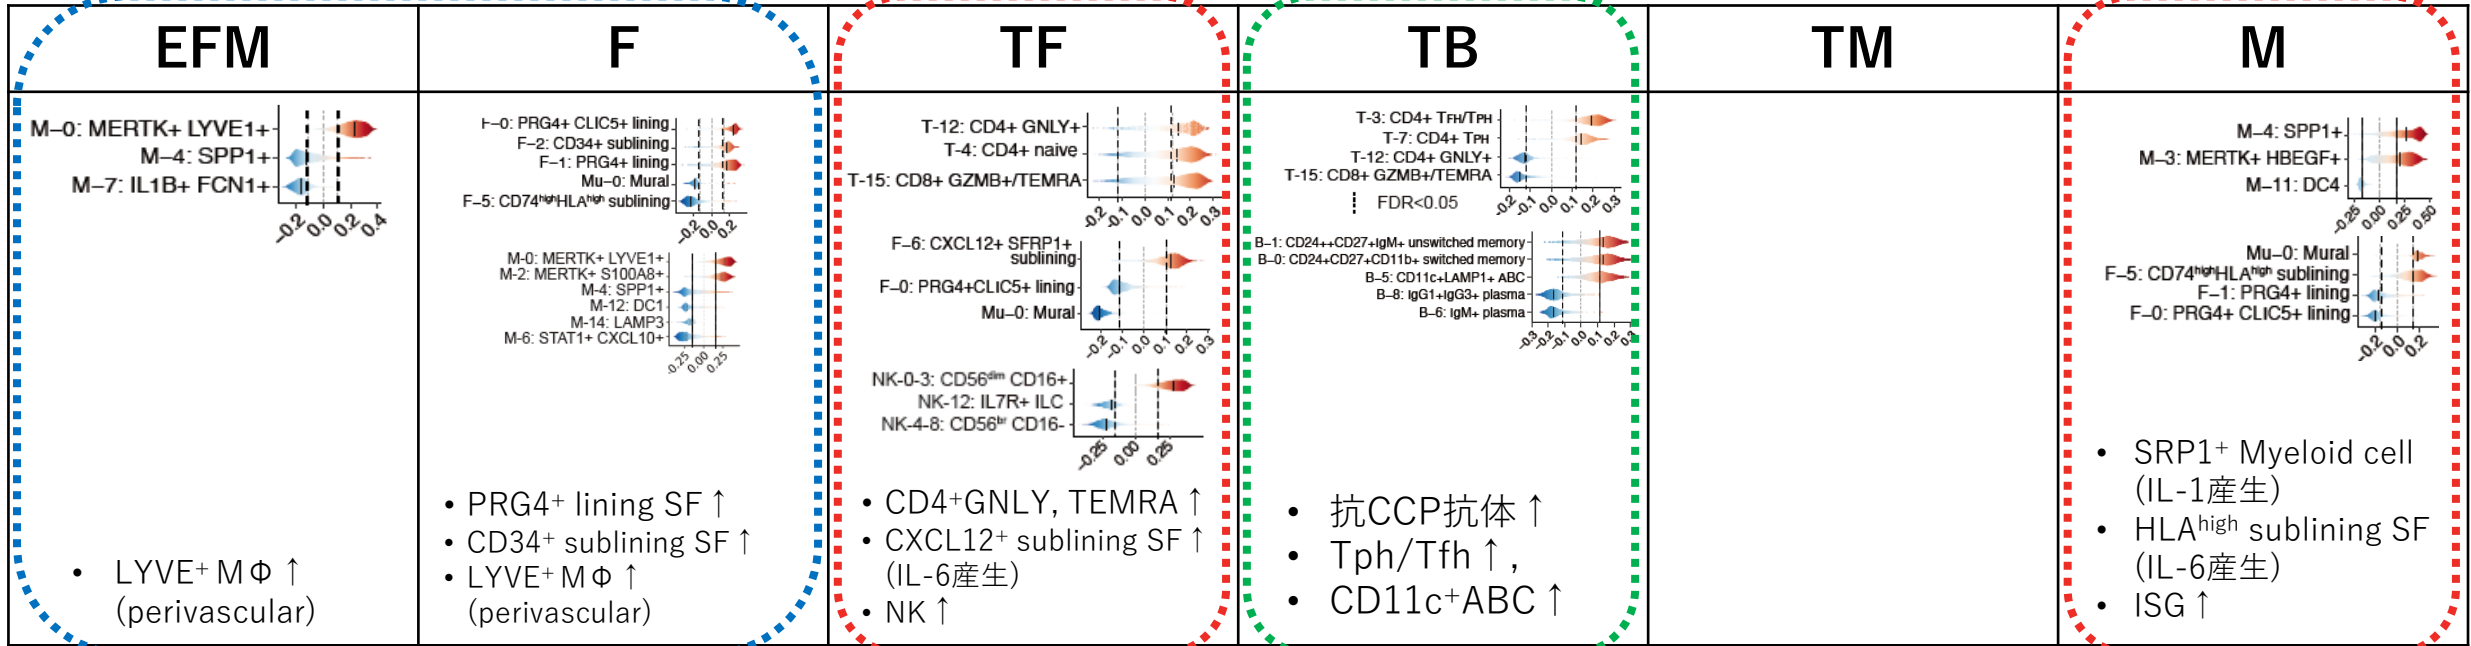 EFM
F
TF
TB
TM
M
M–0: MERTK+ LYVE1+
M–4: SPP1+
M–7: IL1B+ FCN1+
–0.2 0.0 0.2 0.4
LYVE⁺ MΦ ↑
(perivascular)
F–0: PRG4+ CLIC5+ lining
F–2: CD34+ sublining
F–1: PRG4+ lining
Mu–0: Mural
F–5: CD74ʰⁱᵍʰHLAʰⁱᵍʰ sublining
–0.2 0.0 0.2
M-0: MERTK+ LYVE1+
M-2: MERTK+ S100A8+
M-4: SPP1+
M-12: DC1
M-14: LAMP3
M-6: STAT1+ CXCL10+
-0.25 0.00 0.25
• PRG4⁺ lining SF ↑
• CD34⁺ sublining SF ↑
• LYVE⁺ MΦ ↑
(perivascular)
T-12: CD4+ GNLY+
T-4: CD4+ naive
T-15: CD8+ GZMB+/TEMRA
–0.2 –0.1 0.0 0.1 0.2 0.3
F–6: CXCL12+ SFRP1+
sublining
F–0: PRG4+CLIC5+ lining
Mu–0: Mural
–0.2 –0.1 0.0 0.1 0.2 0.3
NK-0-3: CD56ᵈⁱᵐ CD16+
NK-12: IL7R+ ILC
NK-4-8: CD56ᵇʳ CD16-
–0.25 0.00 0.25
• CD4⁺GNLY, TEMRA ↑
• CXCL12⁺ sublining SF ↑
(IL-6産生)
• NK ↑
T-3: CD4+ TFH/TPH
T-7: CD4+ TPH
T-12: CD4+ GNLY+
T-15: CD8+ GZMB+/TEMRA
–0.2 –0.1 0.0 0.1 0.2 0.3
FDR<0.05
B–1: CD24++CD27+IgM+ unswitched memory
B–0: CD24+CD27+CD11b+ switched memory
B–5: CD11c+LAMP1+ ABC
B–8: IgG1+IgG3+ plasma
B–6: IgM+ plasma
–0.3 –0.2 –0.1 0.0 0.1 0.2 0.3
• 抗CCP抗体 ↑
• Tph/Tfh ↑ ,
• CD11c⁺ABC ↑
M–4: SPP1+
M–3: MERTK+ HBEGF+
M–11: DC4
–0.25 0.00 0.25 0.50
Mu–0: Mural
F–5: CD74ʰⁱᵍʰHLAʰⁱᵍʰ sublining
F–1: PRG4+ lining
F–0: PRG4+ CLIC5+ lining
–0.2 0.0 0.2
• SRP1⁺ Myeloid cell
(IL-1産生)
• HLAʰⁱᵍʰ sublining SF
(IL-6産生)
• ISG ↑